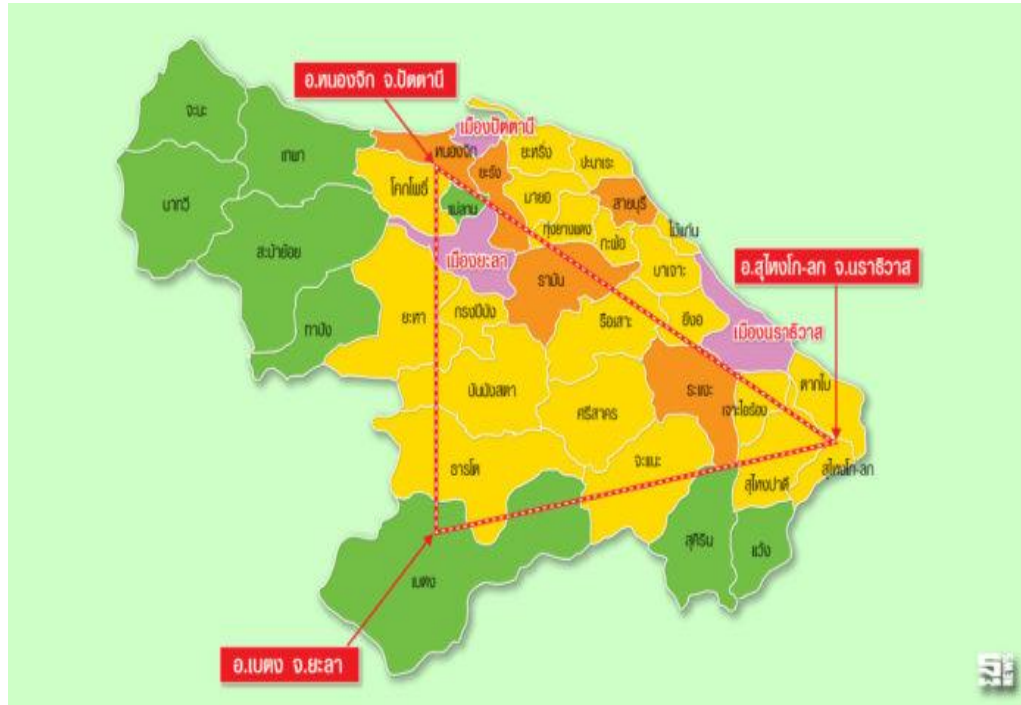 อ.หนองจิก จ.ปัตตานี
เมืองปัตตานี
จะนะ
เทพา
หนองจิก
ยะหริ่ง
ปะนาเระ
ยะรัง
โคกโพธิ์
นาทวี
แม่ลาน
มายอ
สายบุรี
ทุ่งยางแดง
ไม้แก่น
กะพ้อ
สะบ้าย้อย
เมืองยะลา
บาเจาะ
อ.สุไหงโก-ลก จ.นราธิวาส
รามัน
ยะหา
กรงปินัง
รือเสาะ
ยี่งอ
กาบัง
เมืองนราธิวาส
บันนังสตา
ระแงะ
ตากใบ
ศรีสาคร
เจาะไอร้อง
ธารโต
จะแนะ
สุไหงปาดี
สุไหงโก-ลก
สุคิริน
แว้ง
เบตง
อ.เบตง จ.ยะลา
NEWS